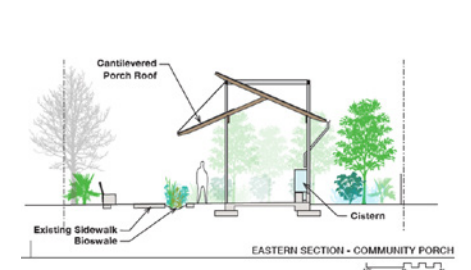 Cantilevered
Porch Roof
Cistern
Existing Sidewalk
Bioswale
EASTERN SECTION - COMMUNITY PORCH